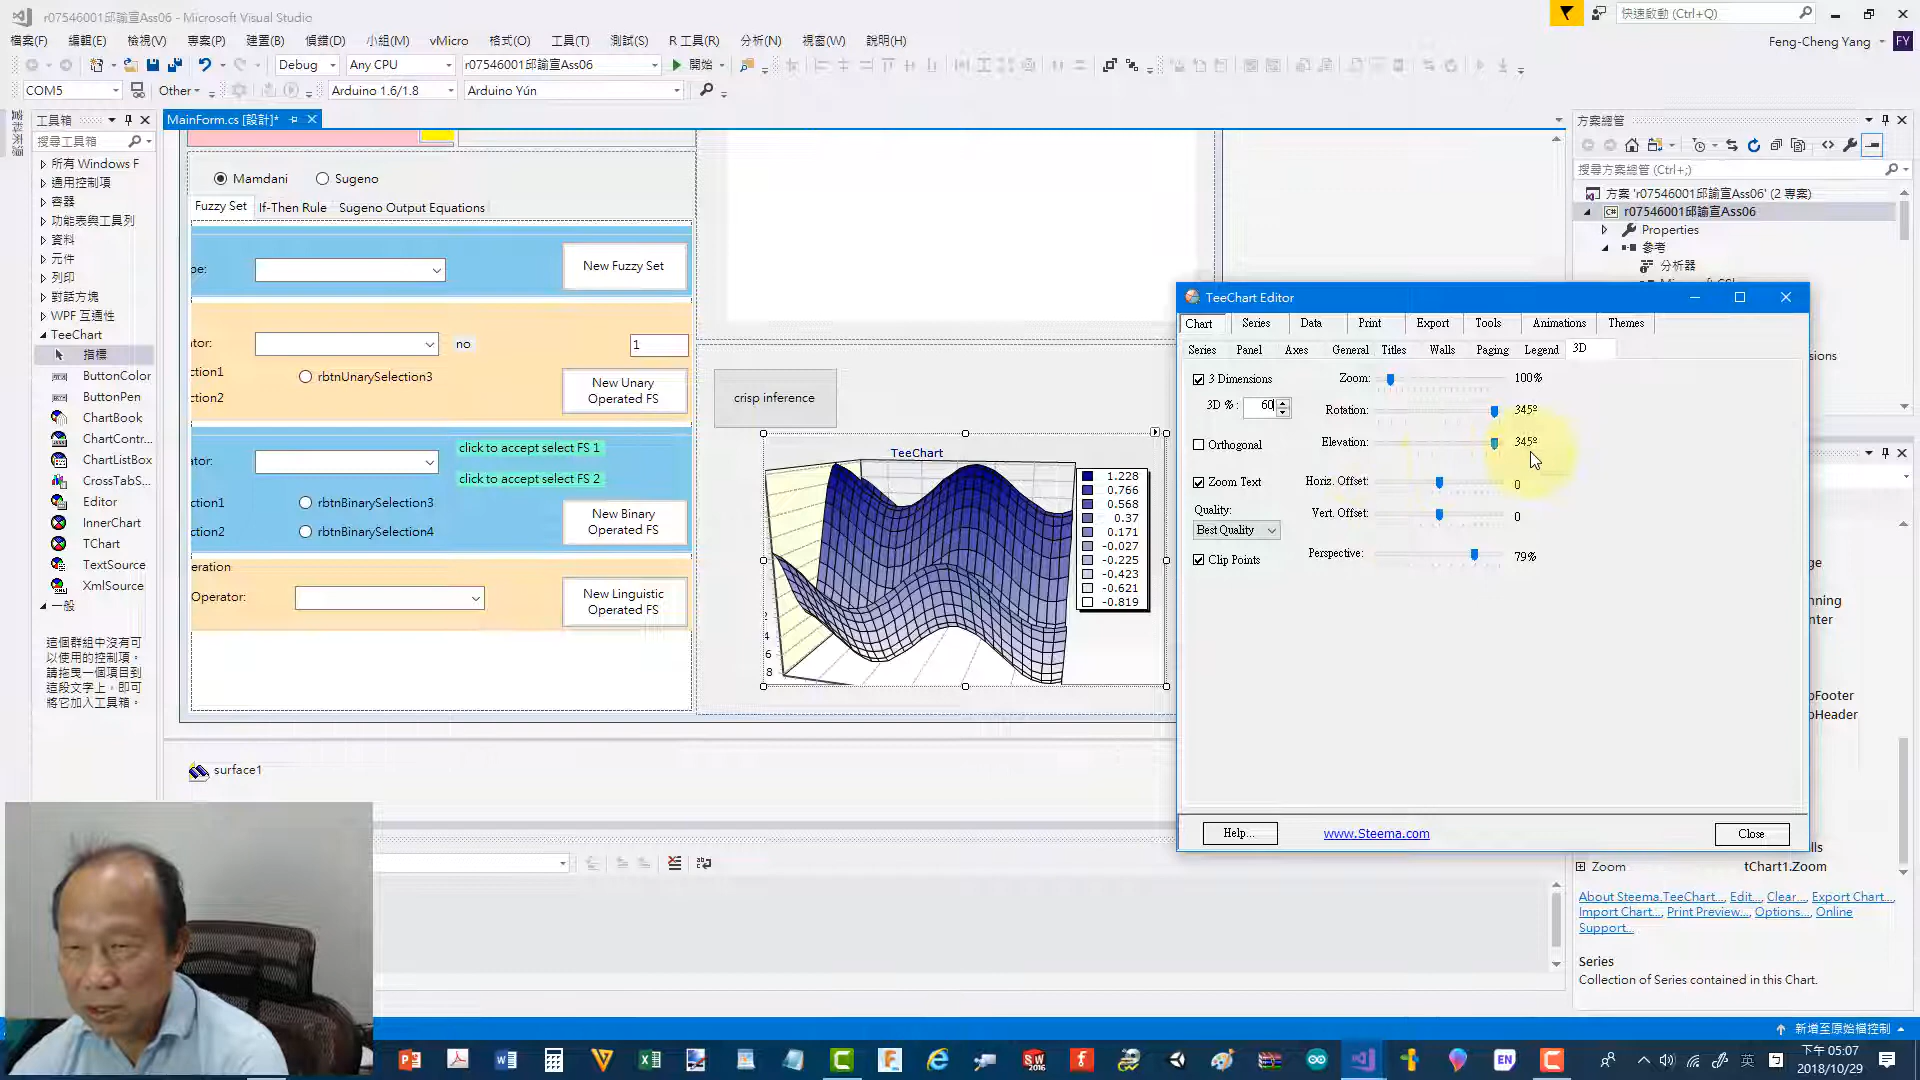 r07546001邱諭宣Ass06 - Microsoft Visual Studio
快速啟動 (Ctrl+Q)
檔案(F) 編輯(E) 檢視(V) 專案(P) 建置(B) 偵錯(D) 小組(M) vMicro 格式(O) 工具(T) 測試(S) R 工具(R) 分析(N) 視窗(W) 說明(H)
Feng-Cheng Yang FY
Debug Any CPU r07546001邱諭宣Ass06 開始
COM5 Other Arduino 1.6/1.8 Arduino Yún
工具箱
MainForm.cs [設計]*
方案總管
搜尋工具箱
搜尋方案總管 (Ctrl+;)
所有 Windows F
通用控制項
容器
功能表與工具列
資料
元件
列印
對話方塊
WPF 互通性
TeeChart
指標
ButtonColor
ButtonPen
ChartBook
ChartContr...
ChartListBox
CrossTabS...
Editor
InnerChart
TChart
TextSource
XmlSource
一般
這個群組中沒有可
以使用的控制項。
請拖曳一個項目到
這段文字上，即可
將它加入工具箱。
Mamdani Sugeno
Fuzzy Set If-Then Rule Sugeno Output Equations
pe: New Fuzzy Set
ator: no 1
ction1 rbtnUnarySelection3
ction2
New Unary
Operated FS
click to accept select FS 1
ator:
click to accept select FS 2
ction1 rbtnBinarySelection3
ction2 rbtnBinarySelection4
New Binary
Operated FS
eration
Operator:
New Linguistic
Operated FS
crisp inference
TeeChart
1.228
0.766
0.568
0.37
0.171
-0.027
-0.225
-0.423
-0.621
-0.819
2
4
6
8
surface1
TeeChart Editor
Chart Series Data Print Export Tools Animations Themes
Series Panel Axes General Titles Walls Paging Legend 3D
3 Dimensions
3D %: 60
Orthogonal
Zoom Text
Quality:
Best Quality
Clip Points
Zoom: 100%
Rotation: 345º
Elevation: 345º
Horiz. Offset: 0
Vert. Offset: 0
Perspective: 79%
Help... www.Steema.com Close
方案 'r07546001邱諭宣Ass06' (2 專案)
r07546001邱諭宣Ass06
Properties
參考
分析器
Zoom tChart1.Zoom
About Steema.TeeChart..., Edit..., Clear..., Export Chart...,
Import Chart..., Print Preview..., Options..., Online
Support...
Series
Collection of Series contained in this Chart.
新增至原始檔控制
英
EN
下午 05:07
2018/10/29